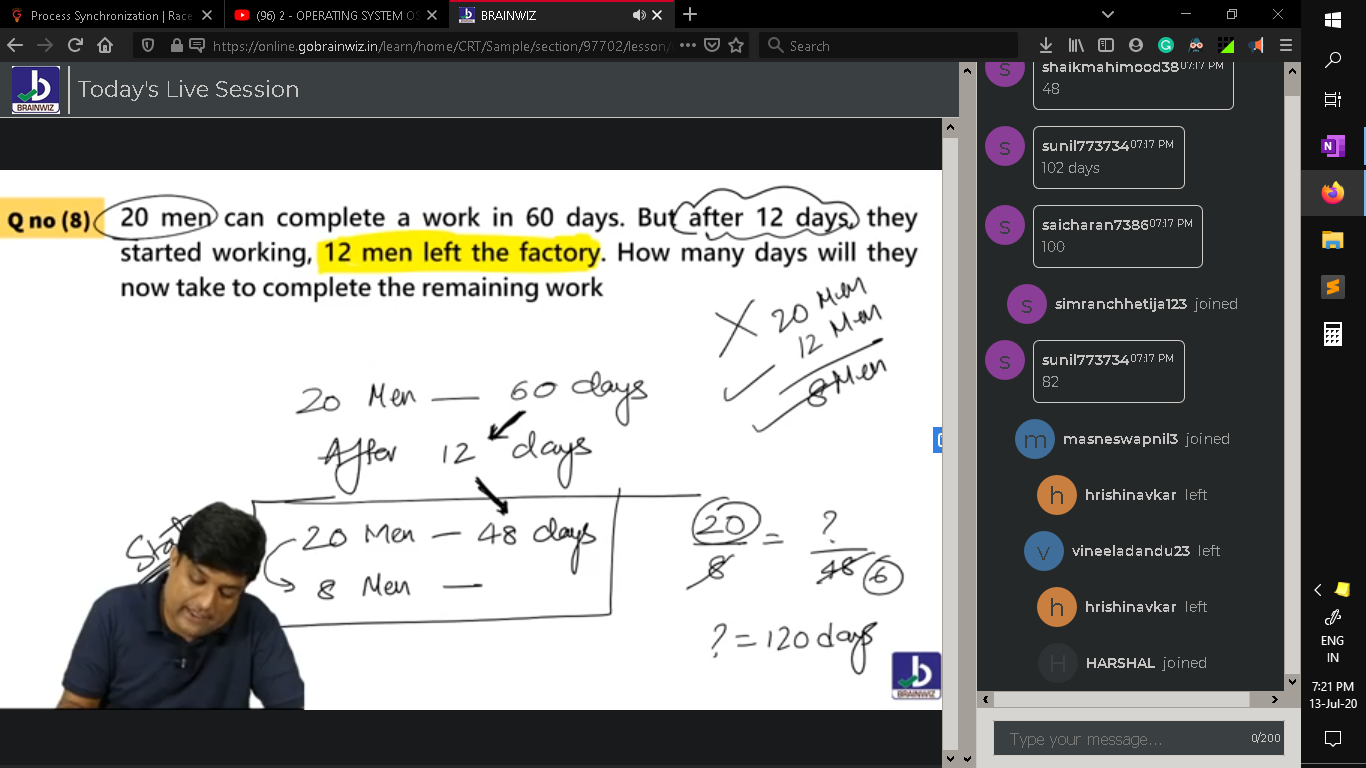 Process Synchronization | Race
(96) 2 - OPERATING SYSTEM OS
BRAINWIZ
https://online.gobrainwiz.in/learn/home/CRT/Sample/section/97702/lesson/
Search
BRAINWIZ
Today's Live Session
Q no (8)
20 men can complete a work in 60 days. But after 12 days, they
started working, 12 men left the factory. How many days will they
now take to complete the remaining work
20 Men
12 Men
8 Men
20 Men — 60 days
After 12 days
20 Men — 48 days
8 Men —
20/8 = ?/48 6
? = 120 days
BRAINWIZ
s
shaikmahimood38 07:17 PM
48
s
sunil773734 07:17 PM
102 days
s
saicharan7386 07:17 PM
100
s
simranchhetija123 joined
s
sunil773734 07:17 PM
82
m
masneswapnil3 joined
h
hrishinavkar left
v
vineeladandu23 left
h
hrishinavkar left
H
HARSHAL joined
Type your message...
0/200
ENG
IN
7:21 PM
13-Jul-20